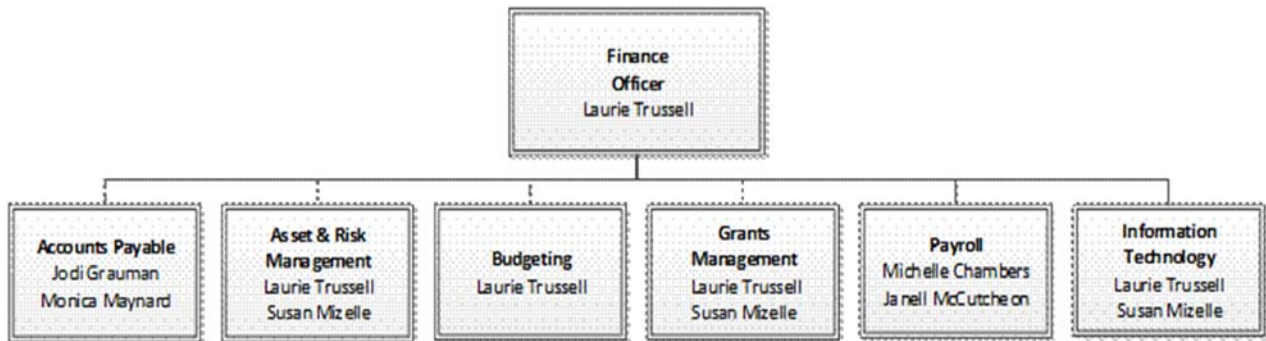 Finance
Officer
Laurie Trussell
Accounts Payable
Jodi Grauman
Monica Maynard
Asset & Risk
Management
Laurie Trussell
Susan Mizelle
Budgeting
Laurie Trussell
Grants
Management
Laurie Trussell
Susan Mizelle
Payroll
Michelle Chambers
Janell McCutcheon
Information
Technology
Laurie Trussell
Susan Mizelle